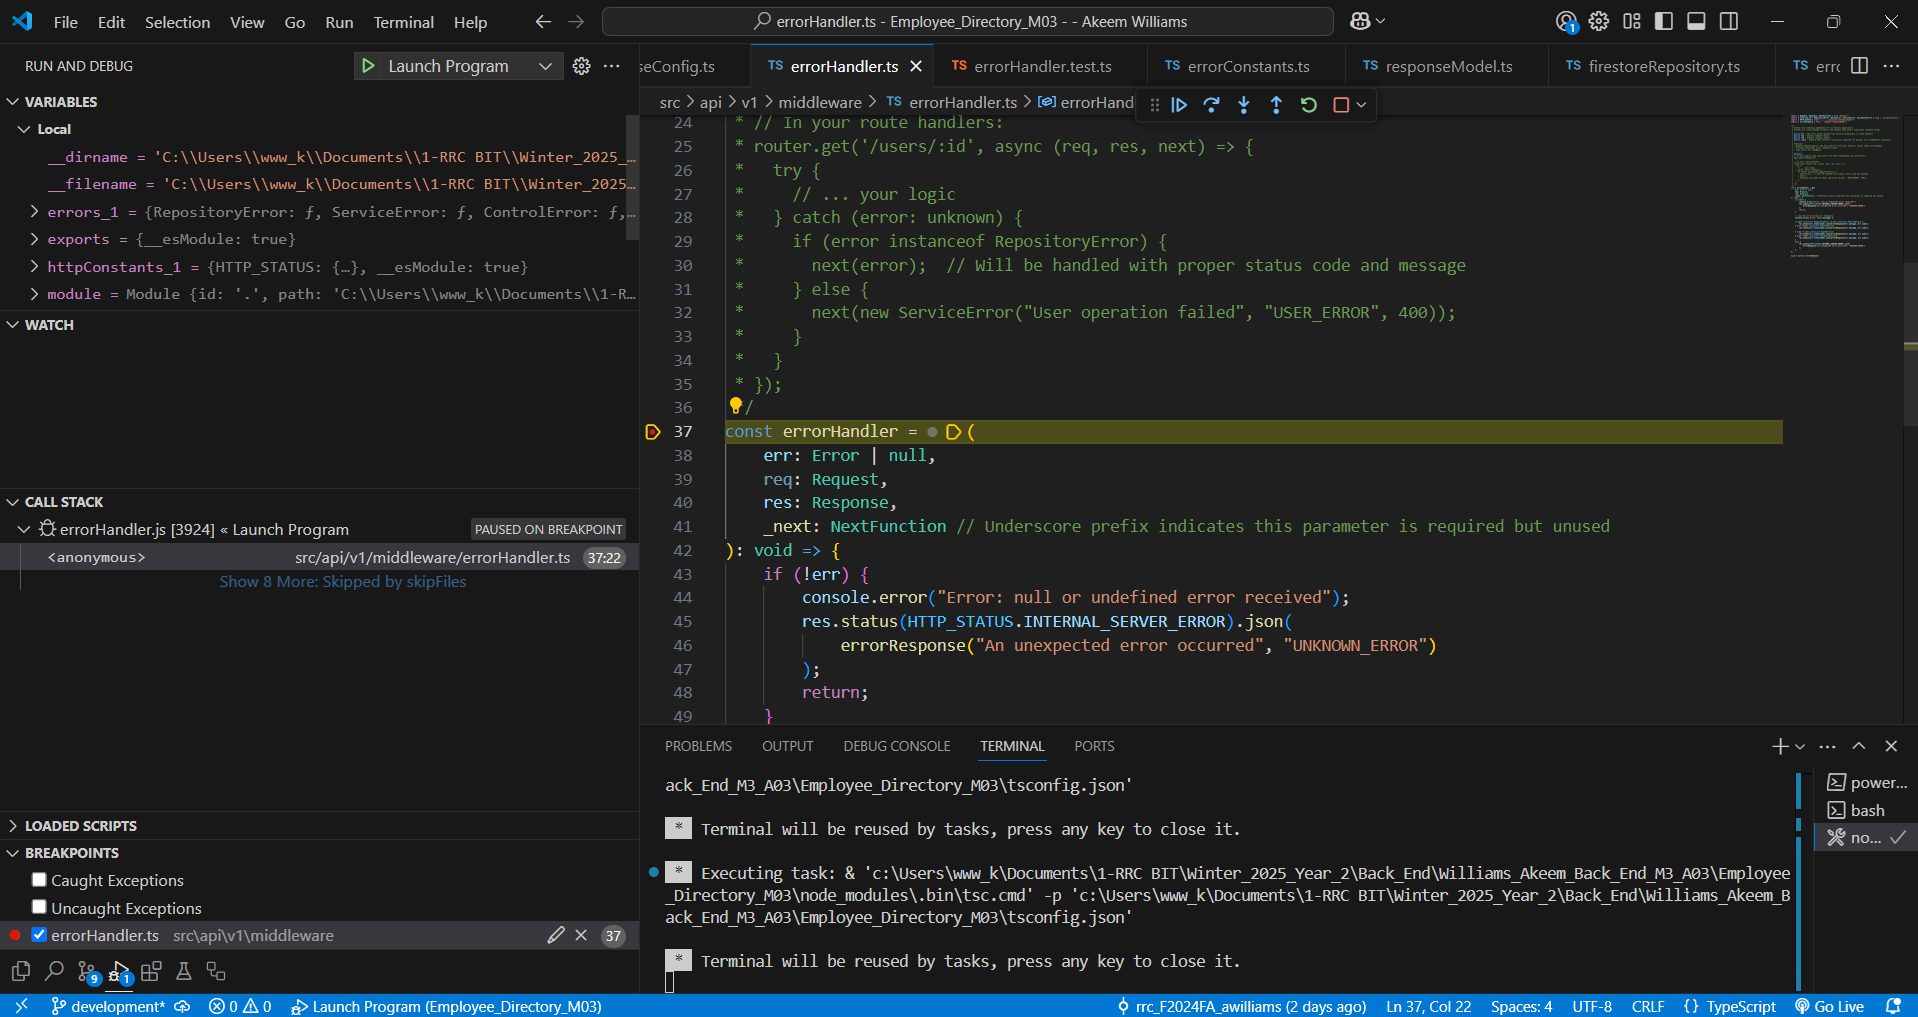 File Edit Selection View Go Run Terminal Help
errorHandler.ts - Employee_Directory_M03 - - Akeem Williams
1
RUN AND DEBUG
Launch Program
VARIABLES
Local
__dirname = 'C:\\Users\\www_k\\Documents\\1-RRC BIT\\Winter_2025_…
__filename = 'C:\\Users\\www_k\\Documents\\1-RRC BIT\\Winter_2025…
errors_1 = {RepositoryError: ƒ, ServiceError: ƒ, ControlError: ƒ,…
exports = {__esModule: true}
httpConstants_1 = {HTTP_STATUS: {…}, __esModule: true}
module = Module {id: '.', path: 'C:\\Users\\www_k\\Documents\\1-R…
WATCH
CALL STACK
errorHandler.js [3924] « Launch Program PAUSED ON BREAKPOINT
<anonymous> src/api/v1/middleware/errorHandler.ts 37:22
Show 8 More: Skipped by skipFiles
LOADED SCRIPTS
BREAKPOINTS
Caught Exceptions
Uncaught Exceptions
errorHandler.ts src\api\v1\middleware 37
9 1
seConfig.ts TS errorHandler.ts TS errorHandler.test.ts TS errorConstants.ts TS responseModel.ts TS firestoreRepository.ts TS errc
src > api > v1 > middleware > TS errorHandler.ts > errorHand
24 * // In your route handlers:
25 * router.get('/users/:id', async (req, res, next) => {
26 * try {
27 * // ... your logic
28 * } catch (error: unknown) {
29 * if (error instanceof RepositoryError) {
30 * next(error); // Will be handled with proper status code and message
31 * } else {
32 * next(new ServiceError("User operation failed", "USER_ERROR", 400));
33 * }
34 * }
35 * });
36 */
37 const errorHandler = (
38 err: Error | null,
39 req: Request,
40 res: Response,
41 _next: NextFunction // Underscore prefix indicates this parameter is required but unused
42 ): void => {
43 if (!err) {
44 console.error("Error: null or undefined error received");
45 res.status(HTTP_STATUS.INTERNAL_SERVER_ERROR).json(
46 errorResponse("An unexpected error occurred", "UNKNOWN_ERROR")
47 );
48 return;
49 }
PROBLEMS OUTPUT DEBUG CONSOLE TERMINAL PORTS
ack_End_M3_A03\Employee_Directory_M03\tsconfig.json'
* Terminal will be reused by tasks, press any key to close it.
* Executing task: & 'c:\Users\www_k\Documents\1-RRC BIT\Winter_2025_Year_2\Back_End\Williams_Akeem_Back_End_M3_A03\Employee
_Directory_M03\node_modules\.bin\tsc.cmd' -p 'c:\Users\www_k\Documents\1-RRC BIT\Winter_2025_Year_2\Back_End\Williams_Akeem_B
ack_End_M3_A03\Employee_Directory_M03\tsconfig.json'
* Terminal will be reused by tasks, press any key to close it.
power...
bash
no...
development* 0 0 Launch Program (Employee_Directory_M03) rrc_F2024FA_awilliams (2 days ago) Ln 37, Col 22 Spaces: 4 UTF-8 CRLF {} TypeScript Go Live